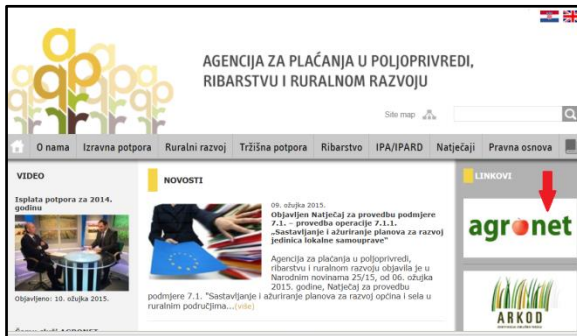 AGENCIJA ZA PLAĆANJA U POLJOPRIVREDI,
RIBARSTVU I RURALNOM RAZVOJU
Site map
O nama Izravna potpora Ruralni razvoj Tržišna potpora Ribarstvo IPA/IPARD Natječaji Pravna osnova
VIDEO
Isplata potpora za 2014.
godinu
Objavljeno: 10. ožujka 2015.
NOVOSTI
09. ožujka 2015.
Objavljen Natječaj za provedbu podmjere
7.1. – provedba operacije 7.1.1.
„Sastavljanje i ažuriranje planova za razvoj
jedinica lokalne samouprave"
Agencija za plaćanja u poljoprivredi,
ribarstvu i ruralnom razvoju objavila je u
Narodnim novinama 25/15, od 06. ožujka
2015. godine, Natječaj za provedbu
podmjere 7.1. "Sastavljanje i ažuriranje planova za razvoj općina i sela u
ruralnim područjima...(više)
LINKOVI
agronet
ARKOD